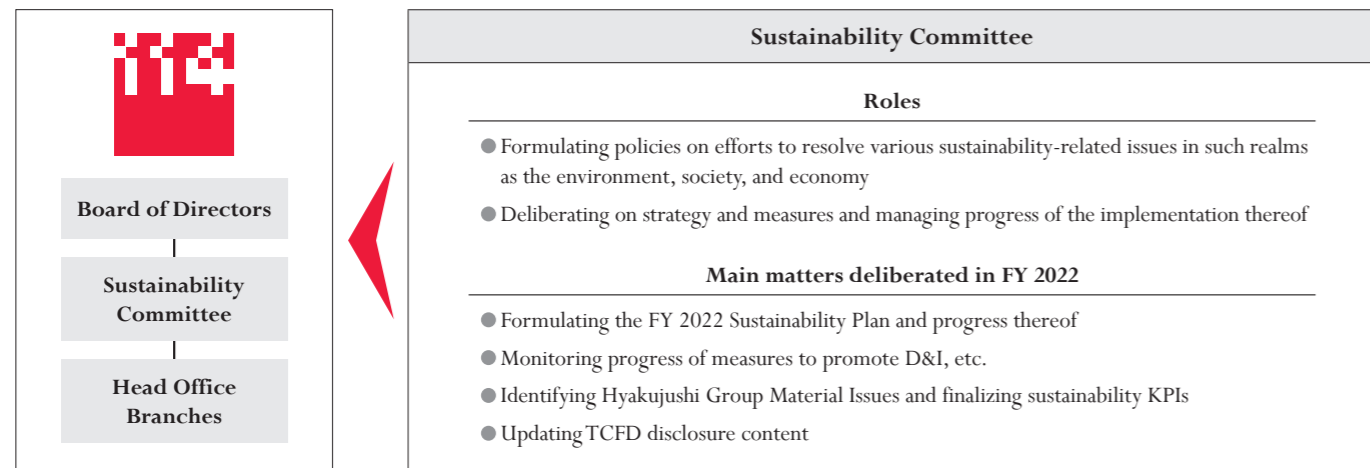 Board of Directors
Sustainability
Committee
Head Office
Branches
Sustainability Committee
Roles
● Formulating policies on efforts to resolve various sustainability-related issues in such realms
as the environment, society, and economy
● Deliberating on strategy and measures and managing progress of the implementation thereof
Main matters deliberated in FY 2022
● Formulating the FY 2022 Sustainability Plan and progress thereof
● Monitoring progress of measures to promote D&I, etc.
● Identifying Hyakujushi Group Material Issues and finalizing sustainability KPIs
● Updating TCFD disclosure content